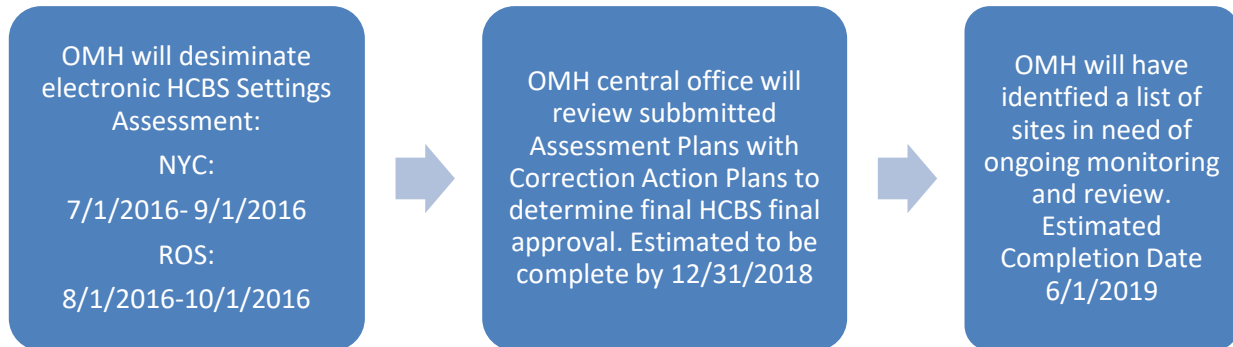 OMH will desiminate
electronic HCBS Settings
Assessment:
NYC:
7/1/2016- 9/1/2016
ROS:
8/1/2016-10/1/2016
OMH central office will
review subbmitted
Assessment Plans with
Correction Action Plans to
determine final HCBS final
approval. Estimated to be
complete by 12/31/2018
OMH will have
identfied a list of
sites in need of
ongoing monitoring
and review.
Estimated
Completion Date
6/1/2019